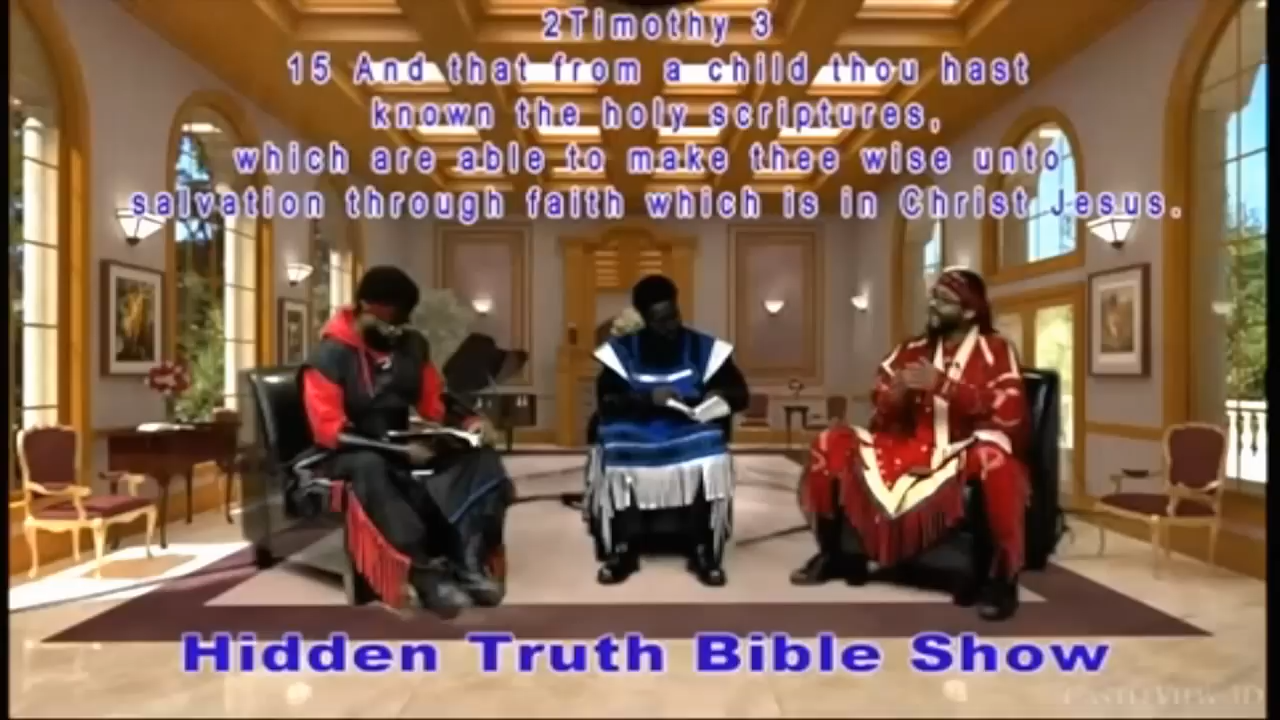 2Timothy 3
15 And that from a child thou hast
known the holy scriptures,
which are able to make thee wise unto
salvation through faith which is in Christ Jesus.
Hidden Truth Bible Show